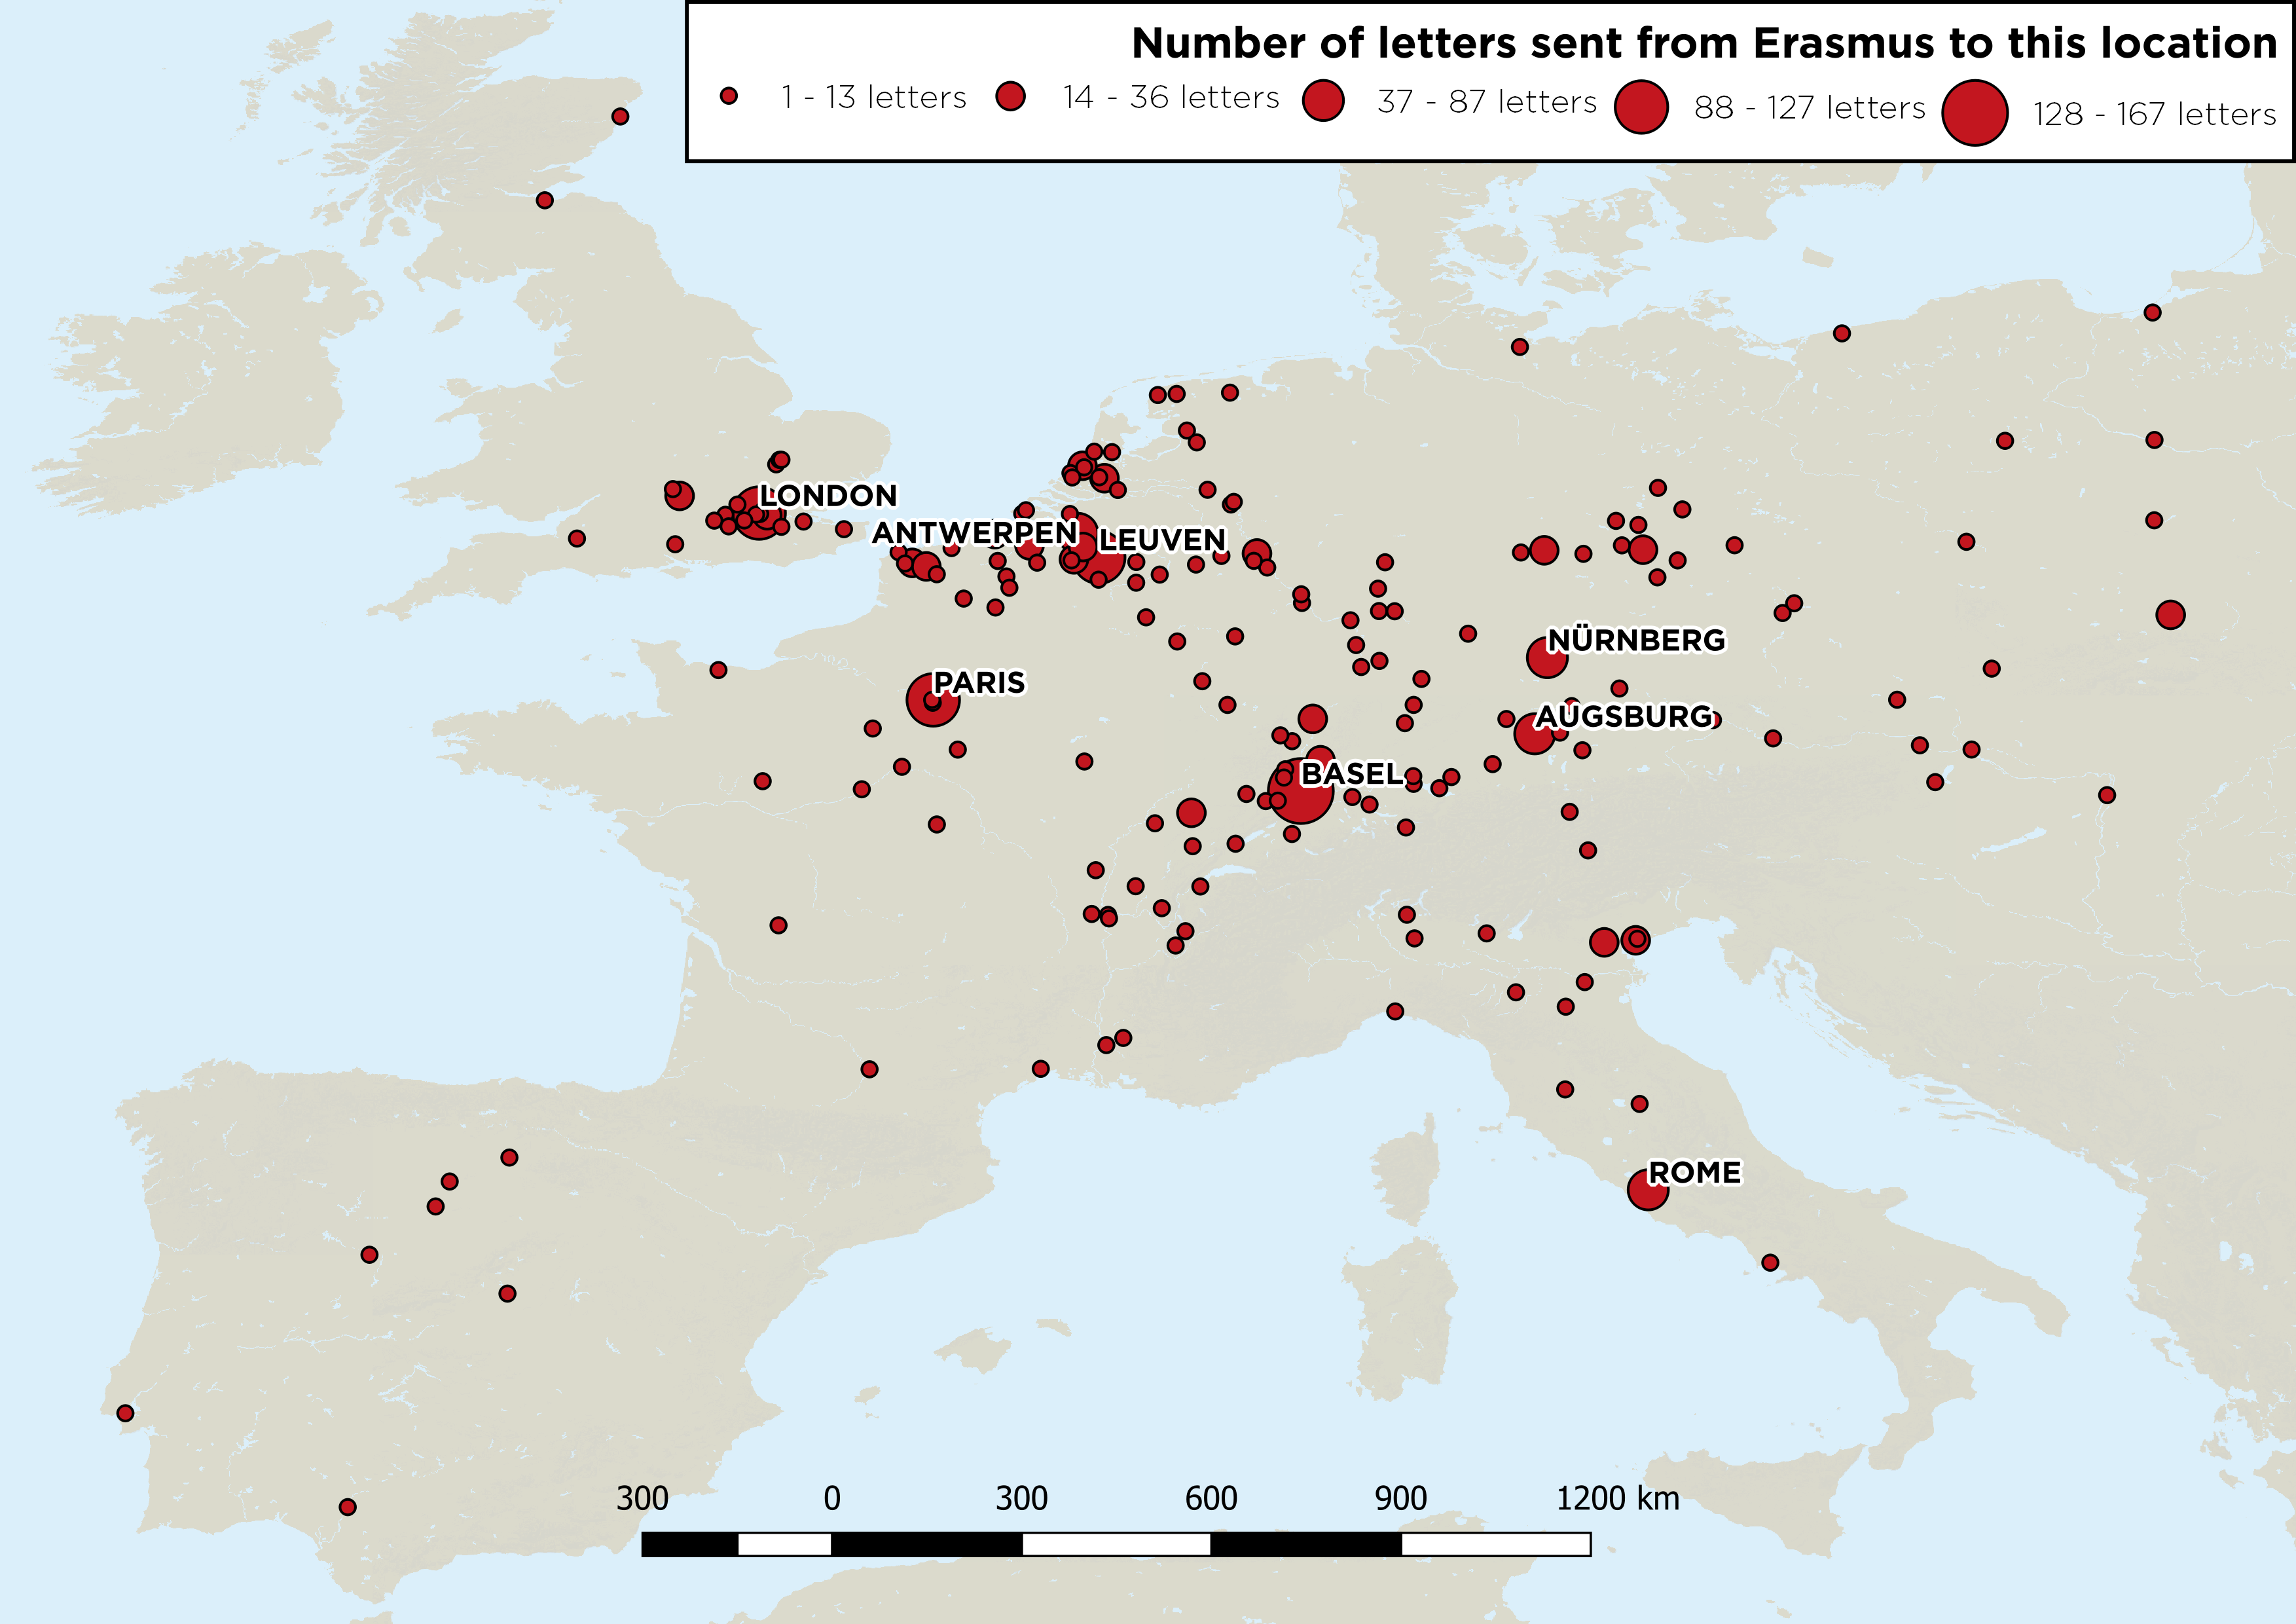 Number of letters sent from Erasmus to this location
1 - 13 letters 14 - 36 letters 37 - 87 letters 88 - 127 letters 128 - 167 letters
LONDON
ANTWERPEN
LEUVEN
NÜRNBERG
PARIS
AUGSBURG
BASEL
ROME
300 0 300 600 900 1200 km